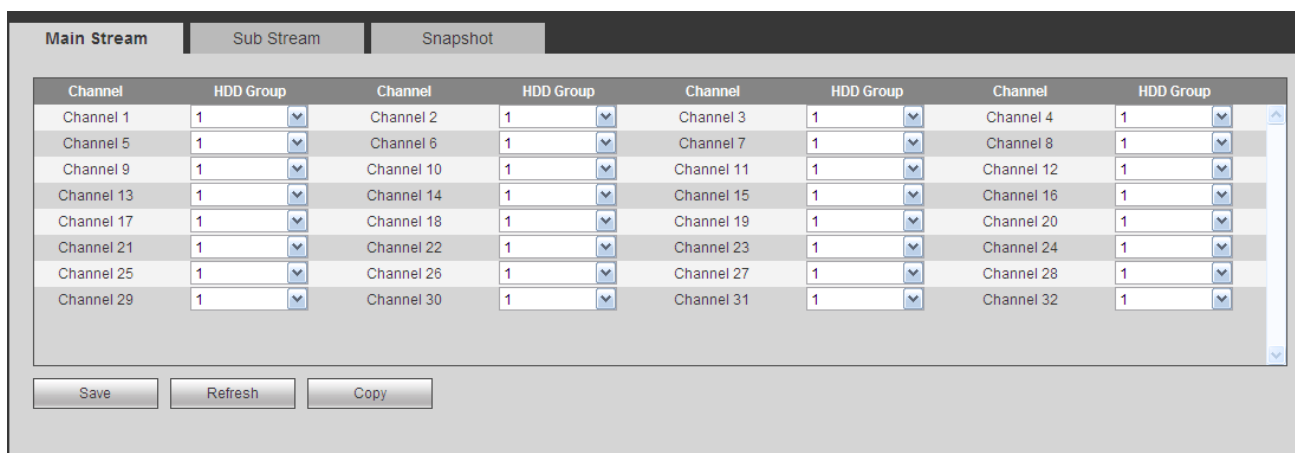 Main Stream Sub Stream Snapshot
Channel HDD Group Channel HDD Group Channel HDD Group Channel HDD Group
Channel 1 1 Channel 2 1 Channel 3 1 Channel 4 1
Channel 5 1 Channel 6 1 Channel 7 1 Channel 8 1
Channel 9 1 Channel 10 1 Channel 11 1 Channel 12 1
Channel 13 1 Channel 14 1 Channel 15 1 Channel 16 1
Channel 17 1 Channel 18 1 Channel 19 1 Channel 20 1
Channel 21 1 Channel 22 1 Channel 23 1 Channel 24 1
Channel 25 1 Channel 26 1 Channel 27 1 Channel 28 1
Channel 29 1 Channel 30 1 Channel 31 1 Channel 32 1
Save Refresh Copy